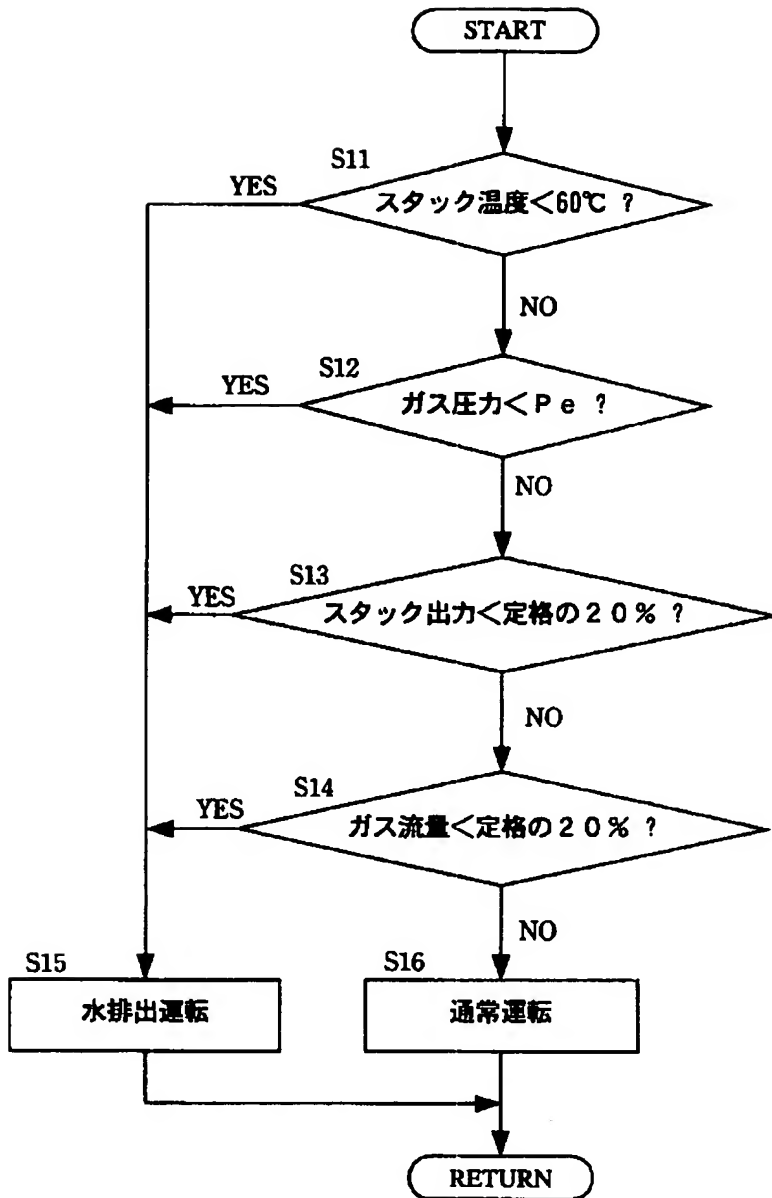 START
S11
YES
スタック温度<60℃ ?
NO
S12
YES
ガス圧力<Pe ?
NO
S13
YES
スタック出力<定格の20% ?
NO
S14
YES
ガス流量<定格の20% ?
NO
S15
S16
水排出運転
通常運転
RETURN